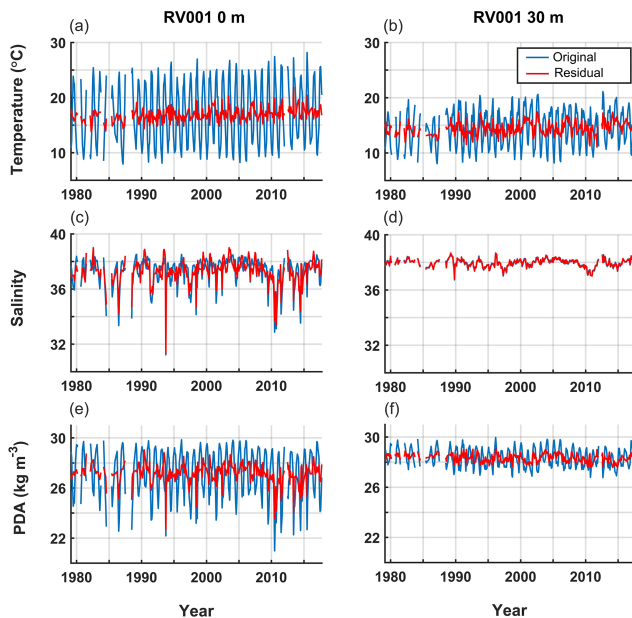 RV001 0 m
RV001 30 m
(a)
(b)
Original
Residual
Temperature (°C)
30
20
10
30
20
10
1980 1990 2000 2010
1980 1990 2000 2010
(c)
(d)
Salinity
40
36
32
40
36
32
1980 1990 2000 2010
1980 1990 2000 2010
(e)
(f)
PDA (kg m⁻³)
30
26
22
30
26
22
1980 1990 2000 2010
1980 1990 2000 2010
Year
Year